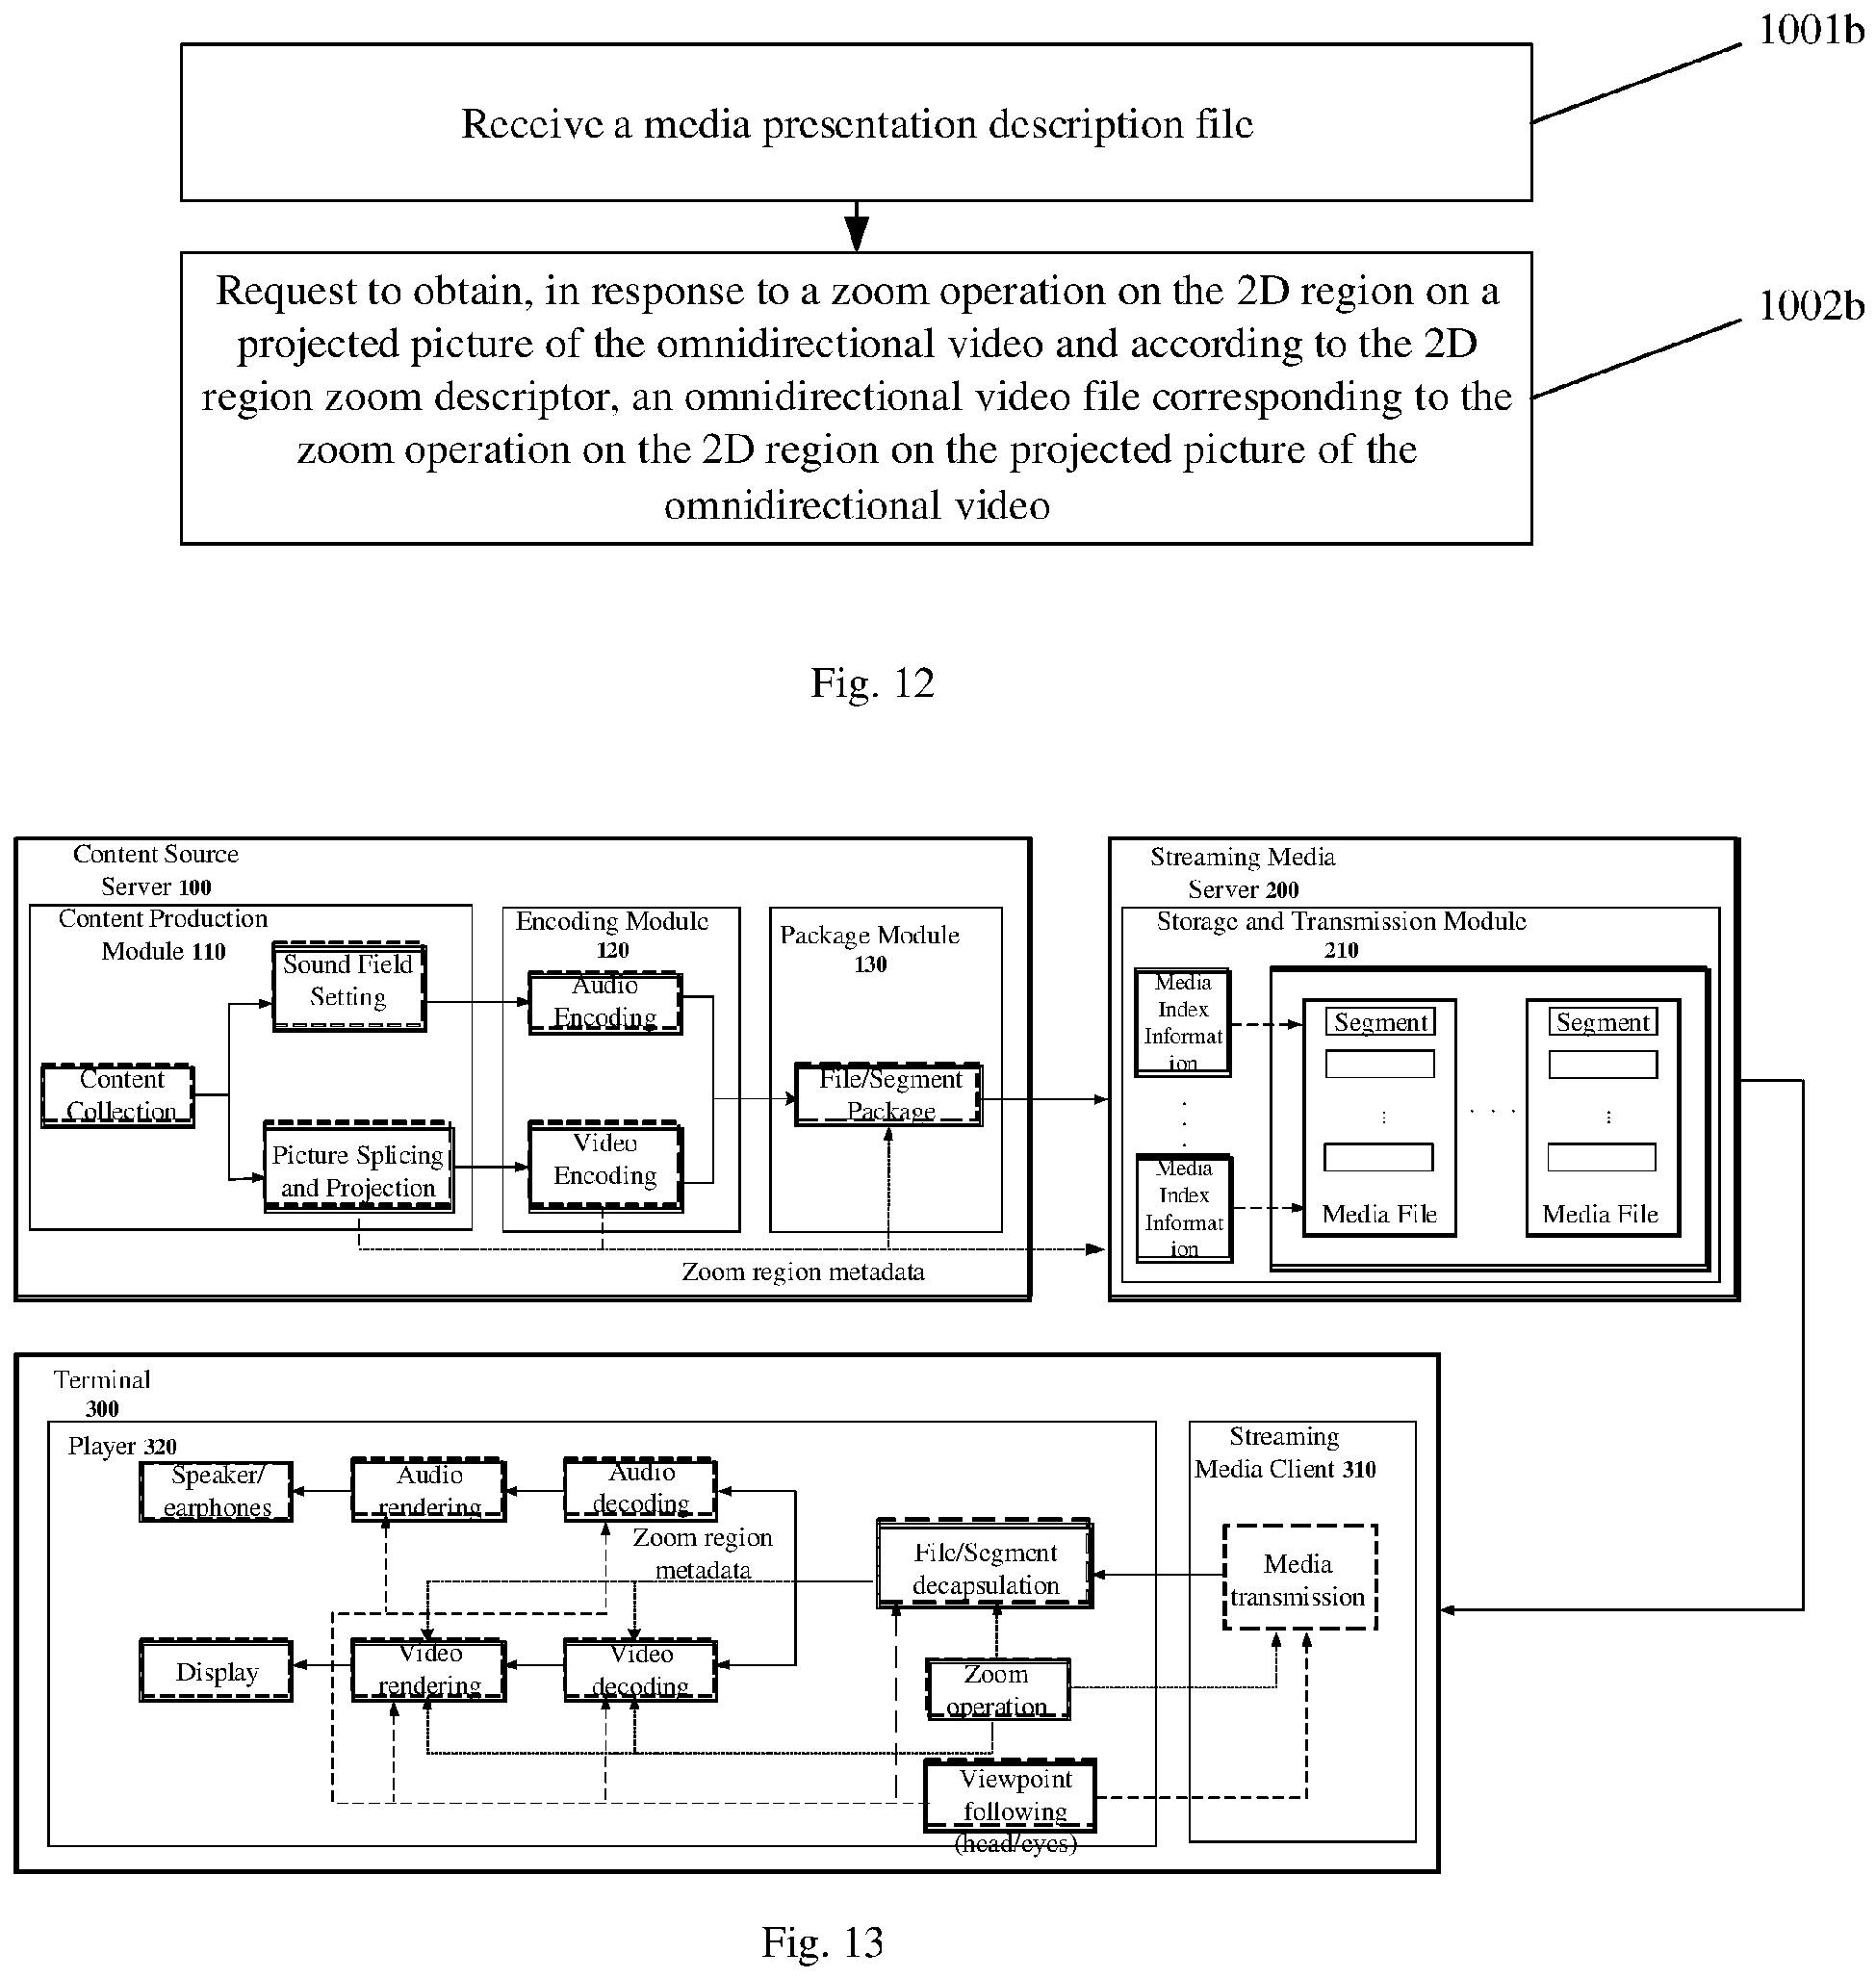 1001b
Receive a media presentation description file
1002b
Request to obtain, in response to a zoom operation on the 2D region on a
projected picture of the omnidirectional video and according to the 2D
region zoom descriptor, an omnidirectional video file corresponding to the
zoom operation on the 2D region on the projected picture of the
omnidirectional video
Fig. 12
Content Source
Server 100
Content Production
Module 110
Sound Field
Setting
Content
Collection
Picture Splicing
and Projection
Encoding Module
120
Audio
Encoding
Video
Encoding
Package Module
130
File/Segment
Package
Zoom region metadata
Streaming Media
Server 200
Storage and Transmission Module
210
Media
Index
Informat
ion
Media
Index
Informat
ion
Segment
Media File
Segment
Media File
Terminal
300
Player 320
Speaker/
earphones
Audio
rendering
Audio
decoding
Zoom region
metadata
Display
Video
rendering
Video
decoding
File/Segment
decapsulation
Zoom
operation
Viewpoint
following
(head/eyes)
Streaming
Media Client 310
Media
transmission
Fig. 13